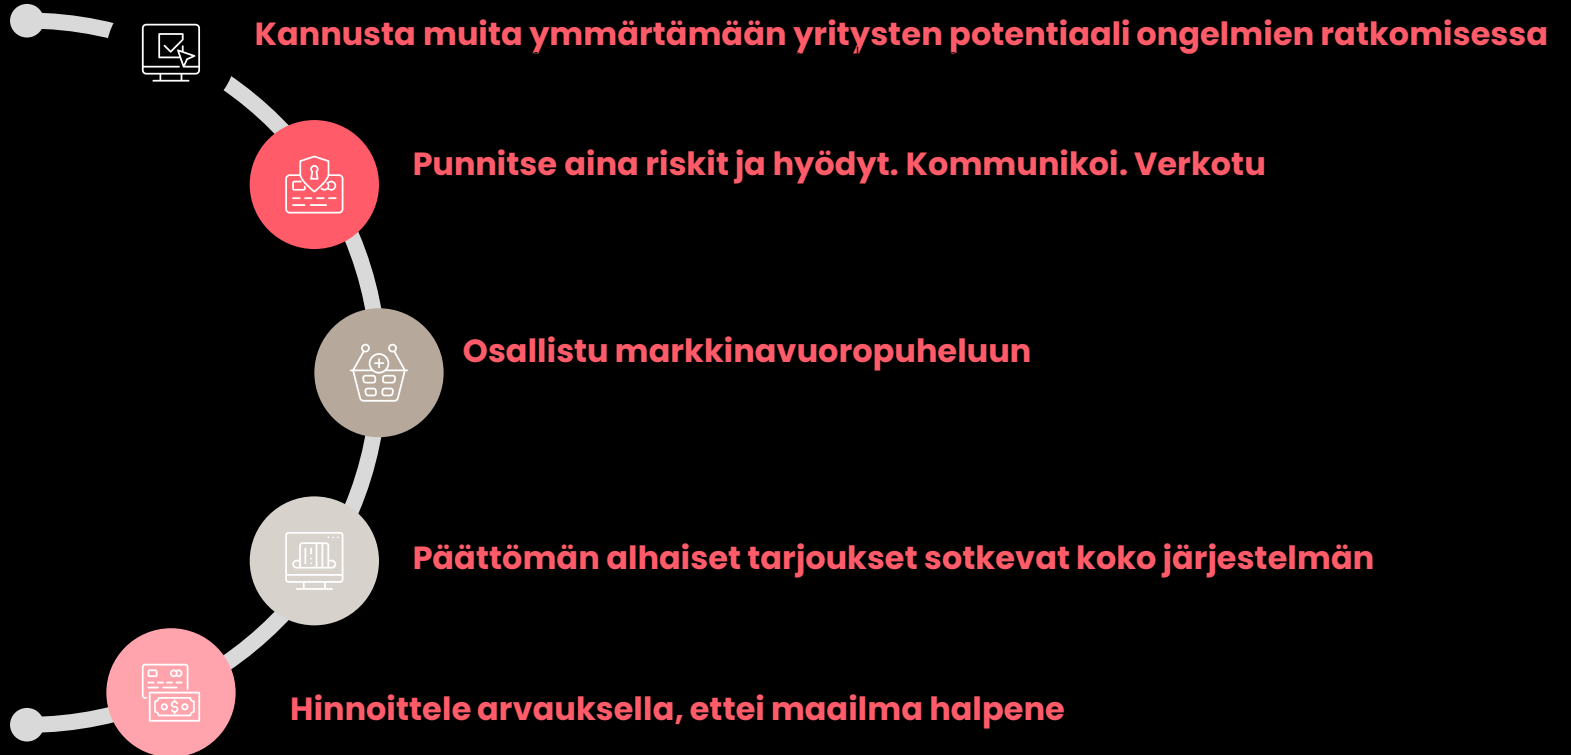 Kannusta muita ymmärtämään yritysten potentiaali ongelmien ratkomisessa
Punnitse aina riskit ja hyödyt. Kommunikoi. Verkotu
Osallistu markkinavuoropuheluun
Päättömän alhaiset tarjoukset sotkevat koko järjestelmän
Hinnoittele arvauksella, ettei maailma halpene